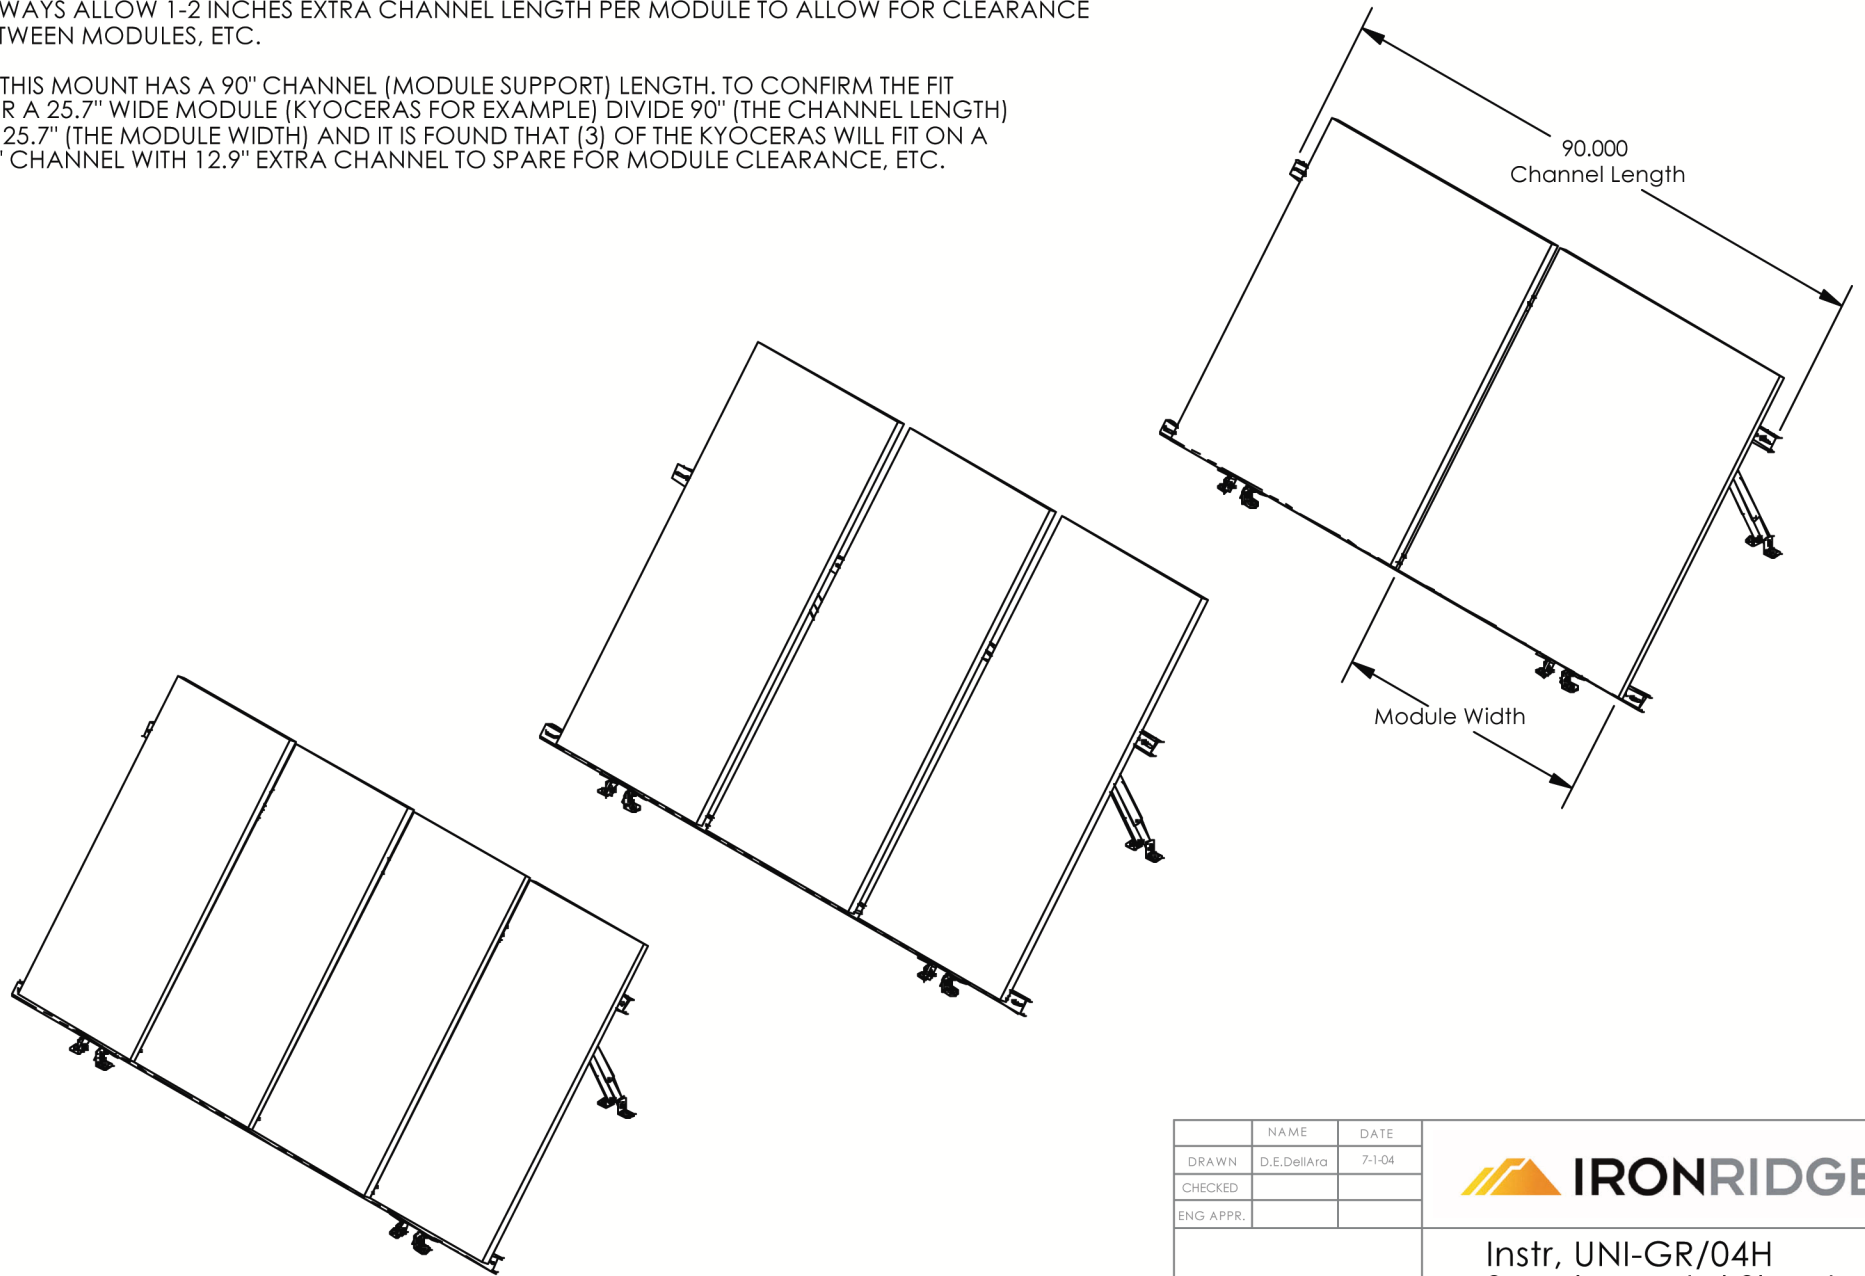 WAYS ALLOW 1-2 INCHES EXTRA CHANNEL LENGTH PER MODULE TO ALLOW FOR CLEARANCE
TWEEN MODULES, ETC.
THIS MOUNT HAS A 90" CHANNEL (MODULE SUPPORT) LENGTH. TO CONFIRM THE FIT
R A 25.7" WIDE MODULE (KYOCERAS FOR EXAMPLE) DIVIDE 90" (THE CHANNEL LENGTH)
25.7" (THE MODULE WIDTH) AND IT IS FOUND THAT (3) OF THE KYOCERAS WILL FIT ON A
" CHANNEL WITH 12.9" EXTRA CHANNEL TO SPARE FOR MODULE CLEARANCE, ETC.
90.000
Channel Length
Module Width
NAME DATE
DRAWN D.E.DellAra 7-1-04
CHECKED
ENG APPR.
IRONRIDGE
Instr, UNI-GR/04H